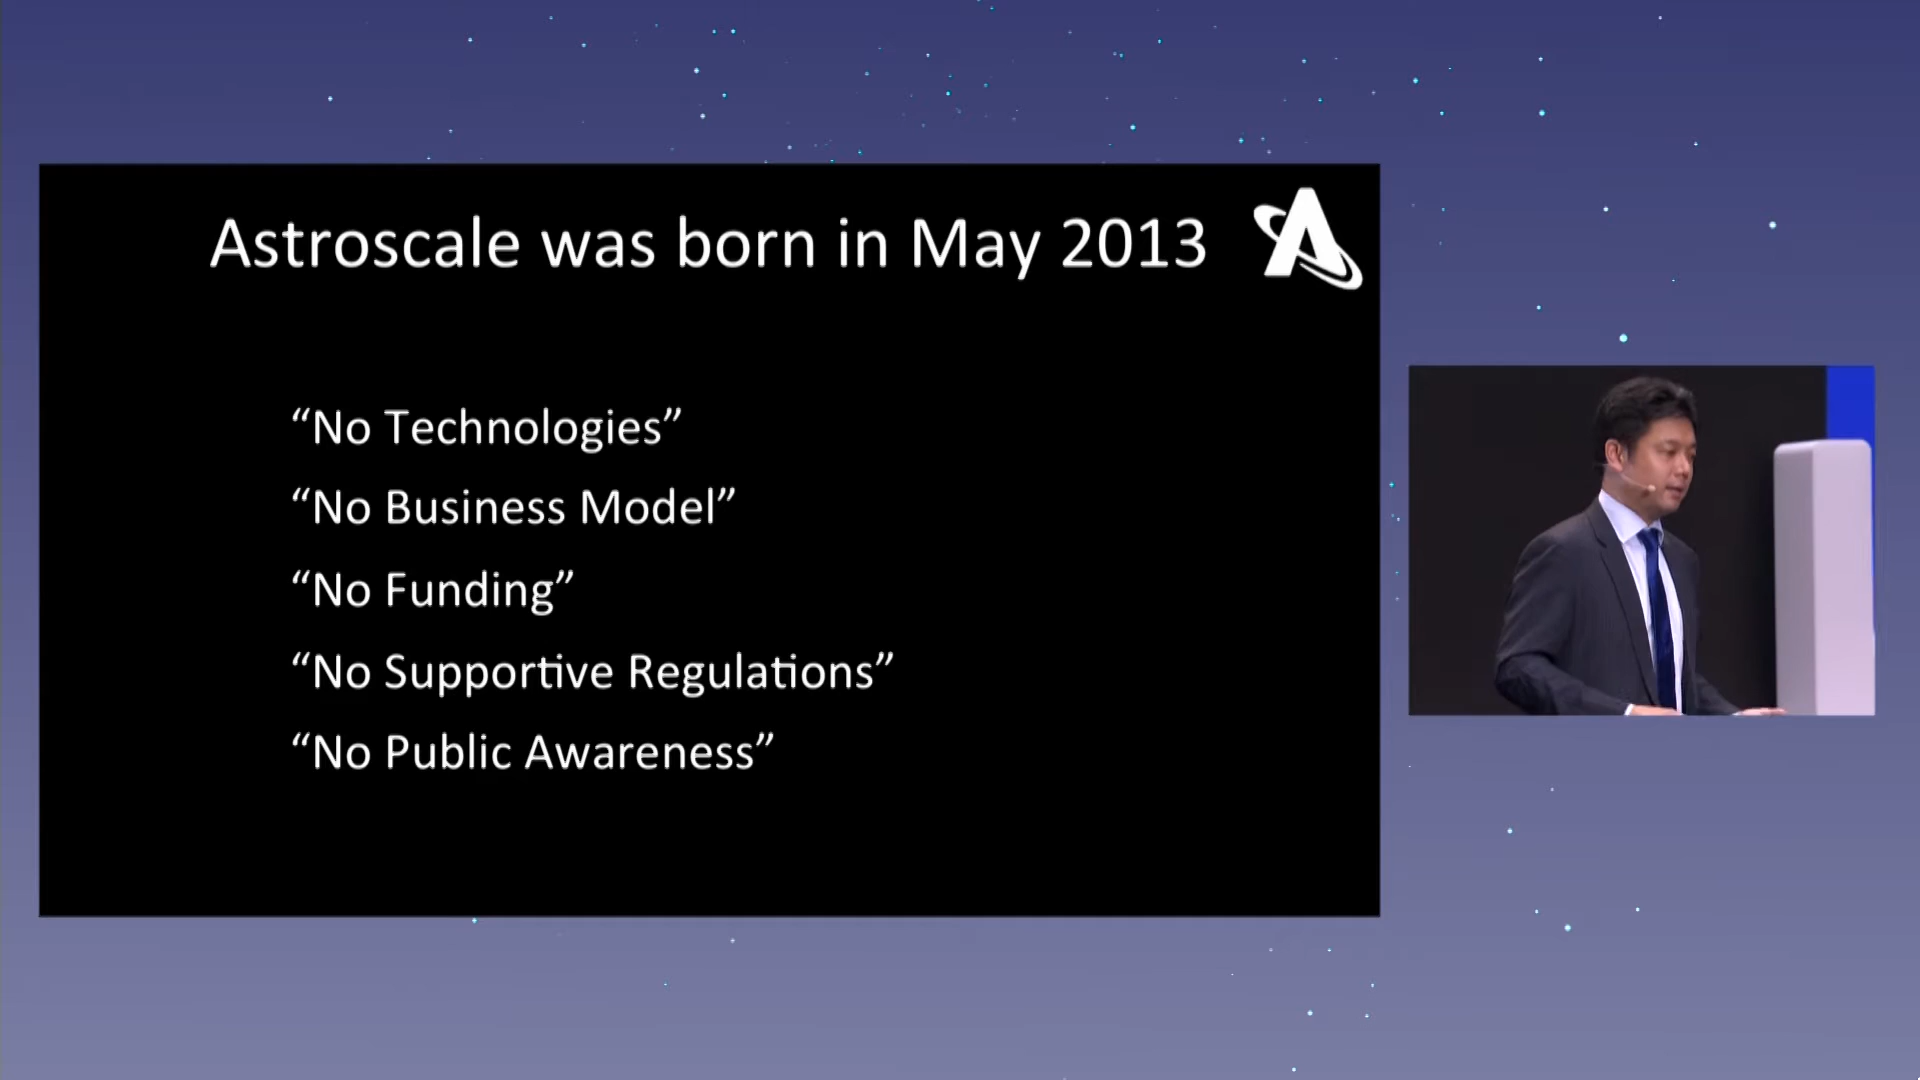 Astroscale was born in May 2013
“No Technologies”
“No Business Model”
“No Funding”
“No Supportive Regulations”
“No Public Awareness”